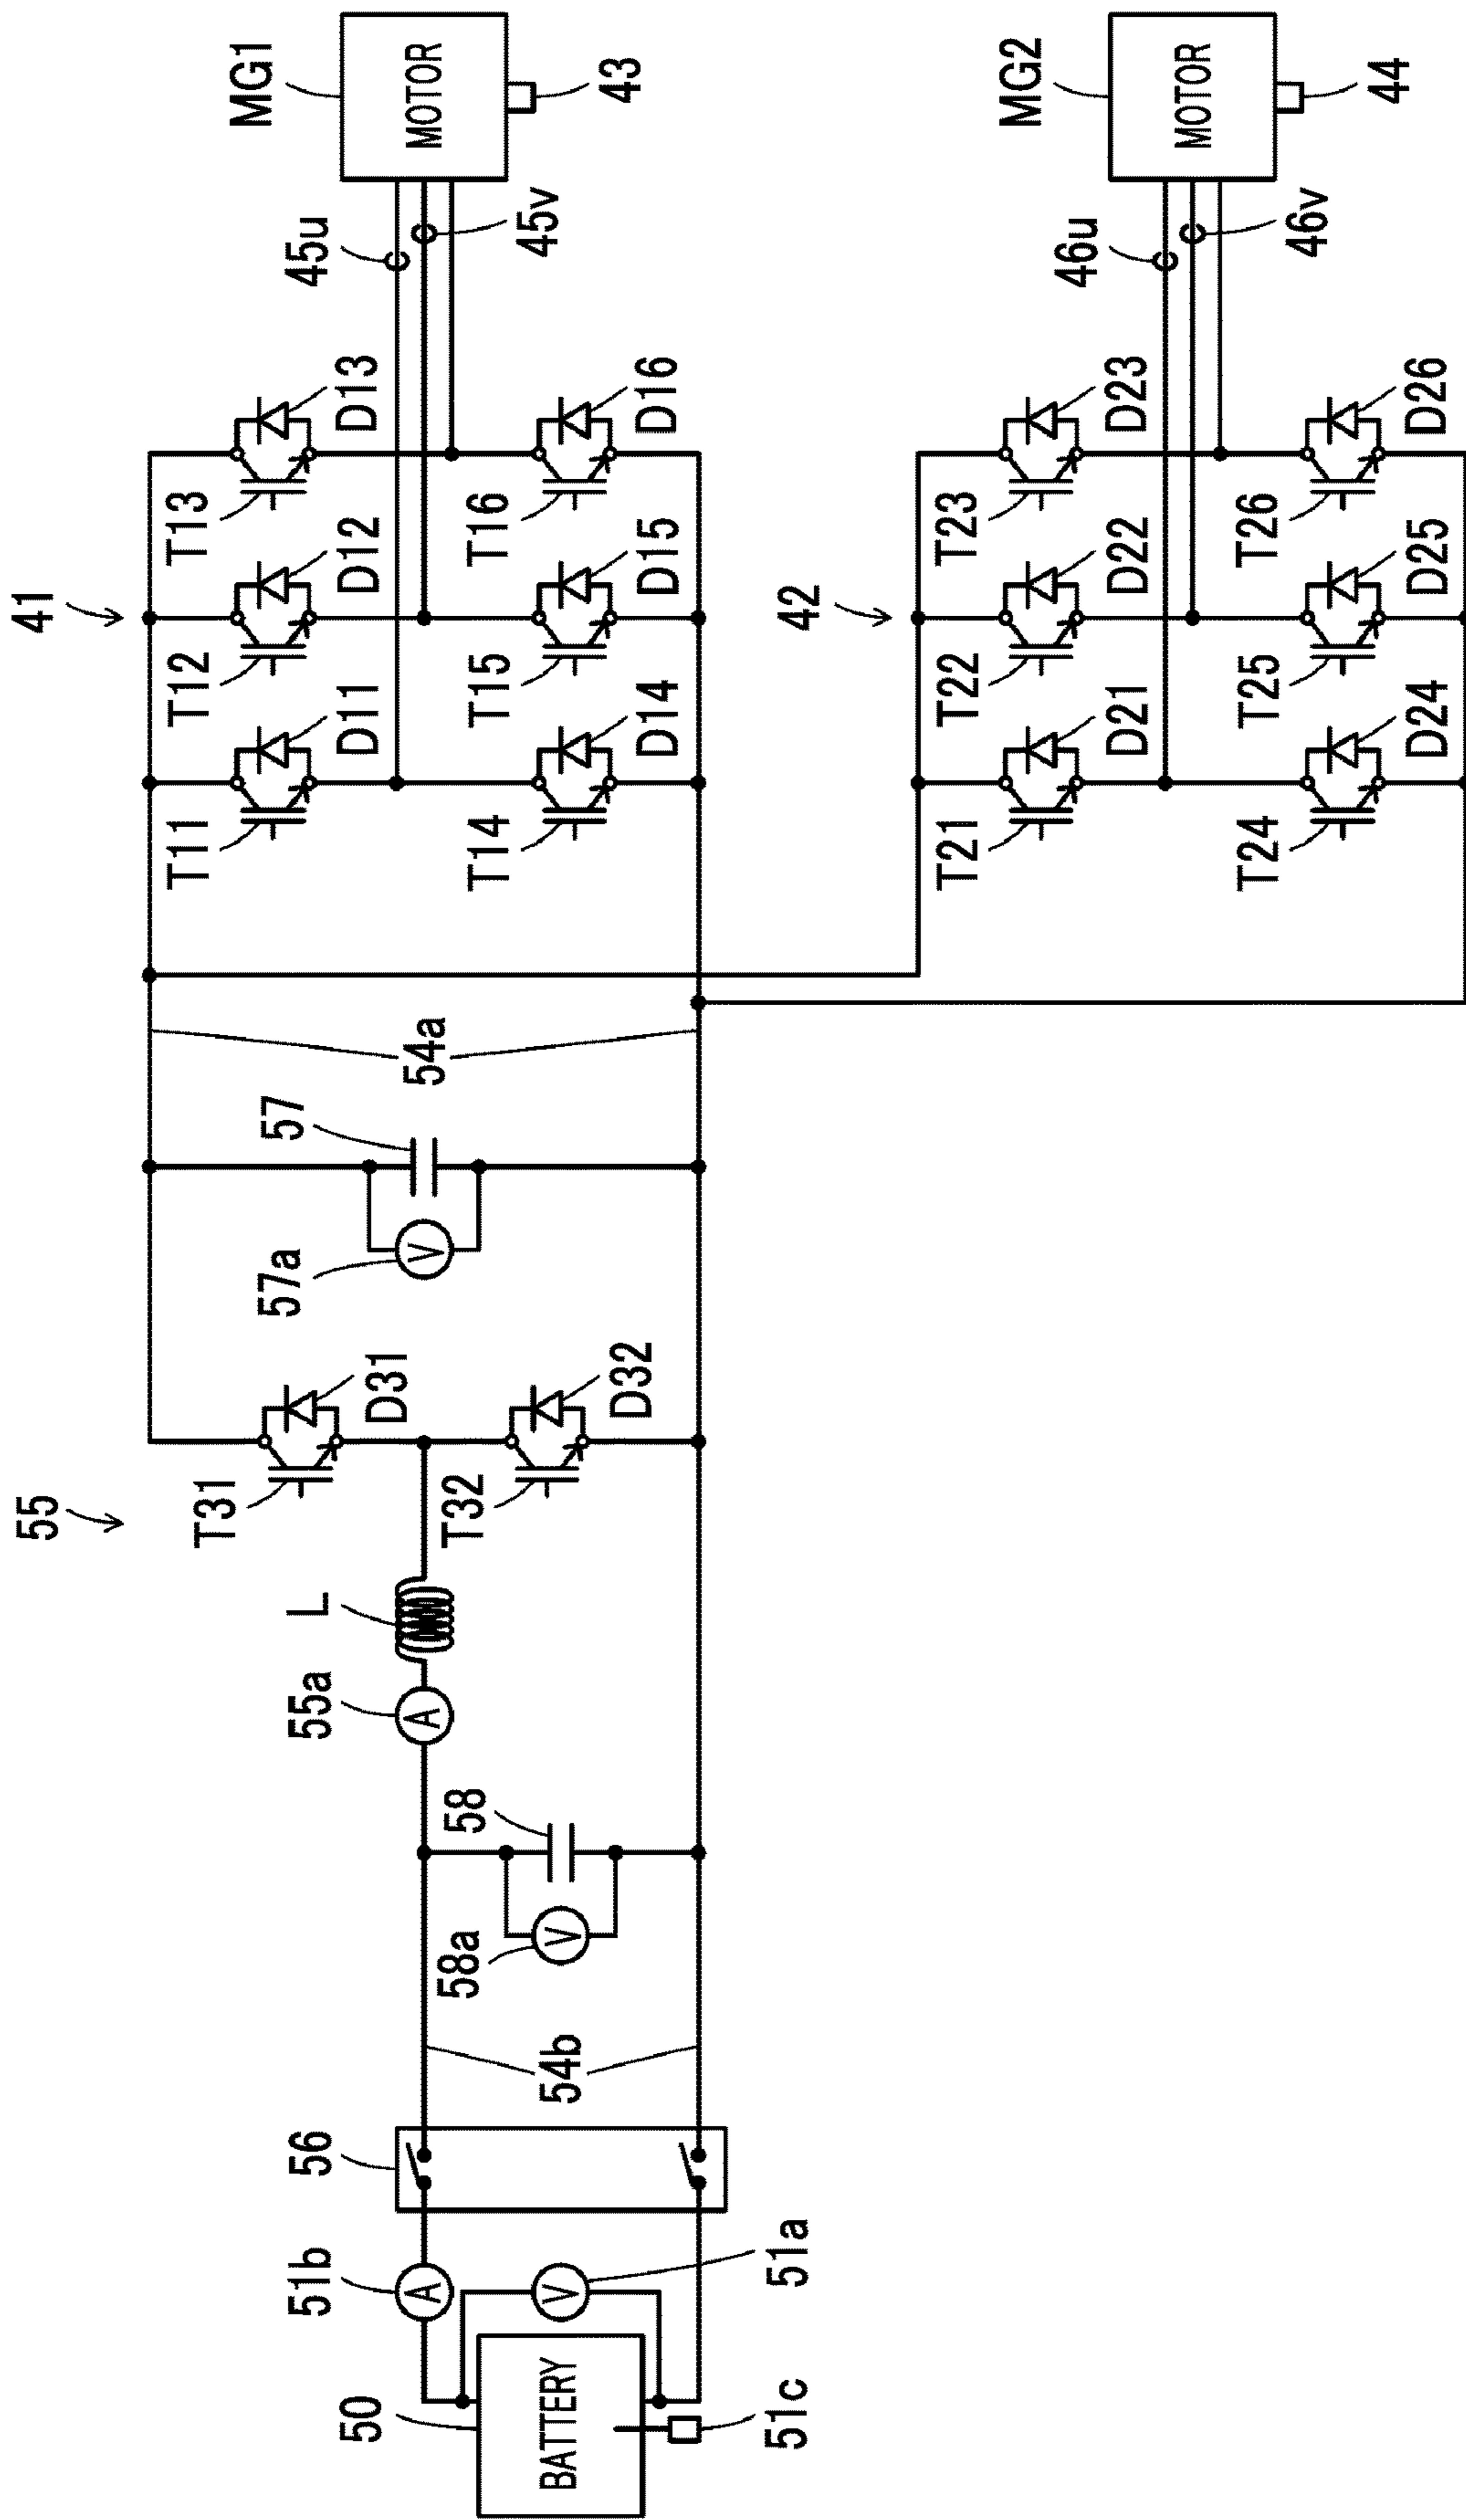 MG1
MOTOR
43
45u
45v
41
T13
D13
T16
D16
T12
D12
T15
D15
T11
D11
T14
D14
MG2
MOTOR
44
46u
46v
42
T23
D23
T26
D26
T22
D22
T25
D25
T21
D21
T24
D24
54a
57
57a
V
55
T31
D31
T32
D32
L
55a
A
58
58a
V
54b
56
51b
A
51a
V
50
BATTERY
51c